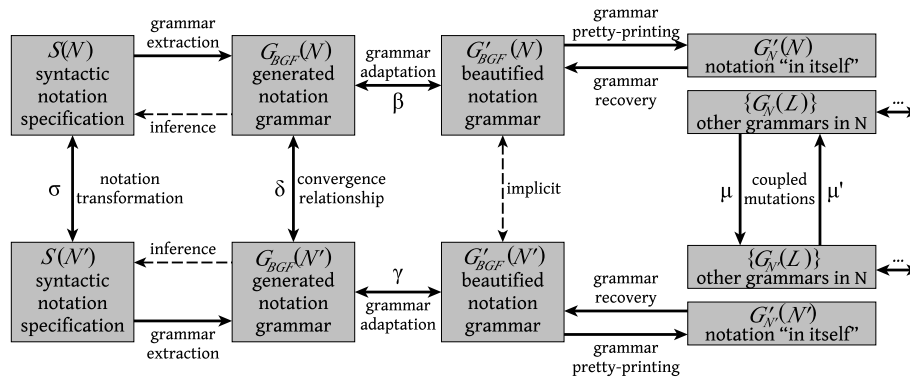 grammar
extraction
grammar
pretty-printing
S(N)
syntactic
notation
specification
G_BGF(N)
generated
notation
grammar
grammar
adaptation
β
G'_BGF(N)
beautified
notation
grammar
G'_N(N)
notation “in itself”
grammar
recovery
inference
{G_N(L)}
other grammars in N
...
σ
notation
transformation
δ
convergence
relationship
implicit
μ
coupled
mutations
μ'
S(N')
syntactic
notation
specification
inference
G_BGF(N')
generated
notation
grammar
γ
grammar
adaptation
G'_BGF(N')
beautified
notation
grammar
{G_N'(L)}
other grammars in N
...
grammar
recovery
G'_N'(N')
notation “in itself”
grammar
extraction
grammar
pretty-printing